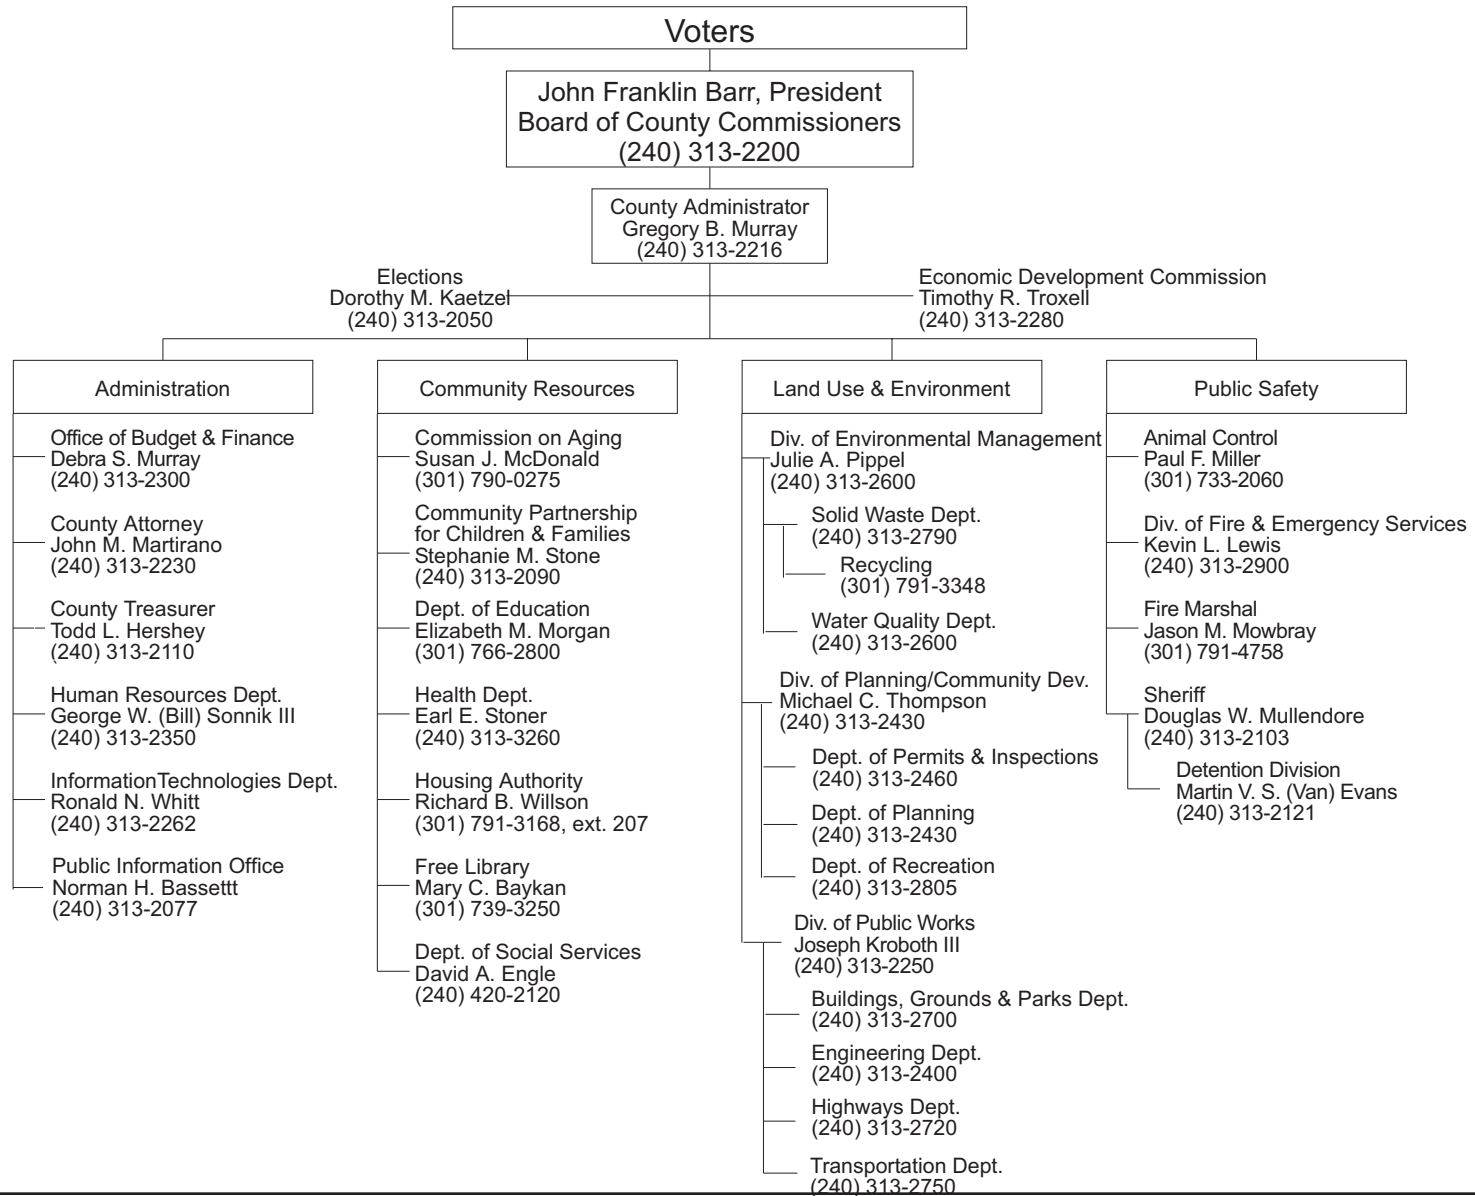 Voters
John Franklin Barr, President
Board of County Commissioners
(240) 313-2200
County Administrator
Gregory B. Murray
(240) 313-2216
Elections
Dorothy M. Kaetzel
(240) 313-2050
Economic Development Commission
Timothy R. Troxell
(240) 313-2280
Administration
Office of Budget & Finance
Debra S. Murray
(240) 313-2300
County Attorney
John M. Martirano
(240) 313-2230
County Treasurer
Todd L. Hershey
(240) 313-2110
Human Resources Dept.
George W. (Bill) Sonnik III
(240) 313-2350
InformationTechnologies Dept.
Ronald N. Whitt
(240) 313-2262
Public Information Office
Norman H. Bassettt
(240) 313-2077
Community Resources
Commission on Aging
Susan J. McDonald
(301) 790-0275
Community Partnership
for Children & Families
Stephanie M. Stone
(240) 313-2090
Dept. of Education
Elizabeth M. Morgan
(301) 766-2800
Health Dept.
Earl E. Stoner
(240) 313-3260
Housing Authority
Richard B. Willson
(301) 791-3168, ext. 207
Free Library
Mary C. Baykan
(301) 739-3250
Dept. of Social Services
David A. Engle
(240) 420-2120
Land Use & Environment
Div. of Environmental Management
Julie A. Pippel
(240) 313-2600
Solid Waste Dept.
(240) 313-2790
Recycling
(301) 791-3348
Water Quality Dept.
(240) 313-2600
Div. of Planning/Community Dev.
Michael C. Thompson
(240) 313-2430
Dept. of Permits & Inspections
(240) 313-2460
Dept. of Planning
(240) 313-2430
Dept. of Recreation
(240) 313-2805
Div. of Public Works
Joseph Kroboth III
(240) 313-2250
Buildings, Grounds & Parks Dept.
(240) 313-2700
Engineering Dept.
(240) 313-2400
Highways Dept.
(240) 313-2720
Transportation Dept.
(240) 313-2750
Public Safety
Animal Control
Paul F. Miller
(301) 733-2060
Div. of Fire & Emergency Services
Kevin L. Lewis
(240) 313-2900
Fire Marshal
Jason M. Mowbray
(301) 791-4758
Sheriff
Douglas W. Mullendore
(240) 313-2103
Detention Division
Martin V. S. (Van) Evans
(240) 313-2121